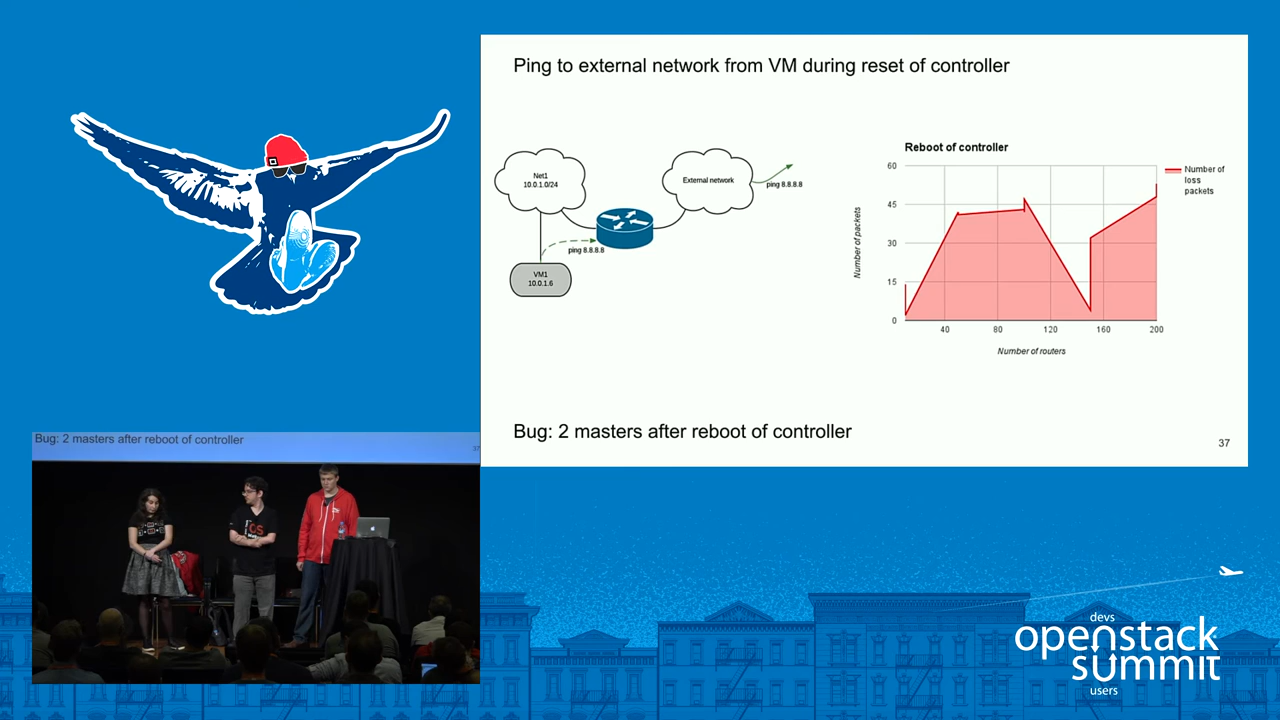 Ping to external network from VM during reset of controller
Net1
10.0.1.0/24
External network
ping 8.8.8.8
ping 8.8.8.8
VM1
10.0.1.6
Reboot of controller
Number of packets
60
45
30
15
0
40
80
120
160
200
Number of routers
Number of
loss
packets
Bug: 2 masters after reboot of controller
37
Bug: 2 masters after reboot of controller
37
devs
openstack
summit
users